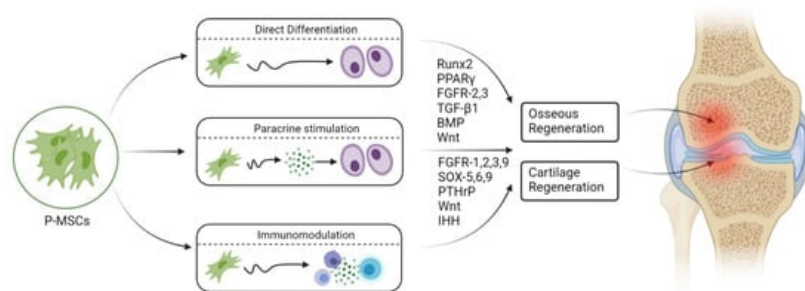 Direct Differentiation
Paracrine stimulation
Immunomodulation
P-MSCs
Runx2
PPARγ
FGFR-2,3
TGF-β1
BMP
Wnt
FGFR-1,2,3,9
SOX-5,6,9
PTHrP
Wnt
IHH
Osseous
Regeneration
Cartilage
Regeneration